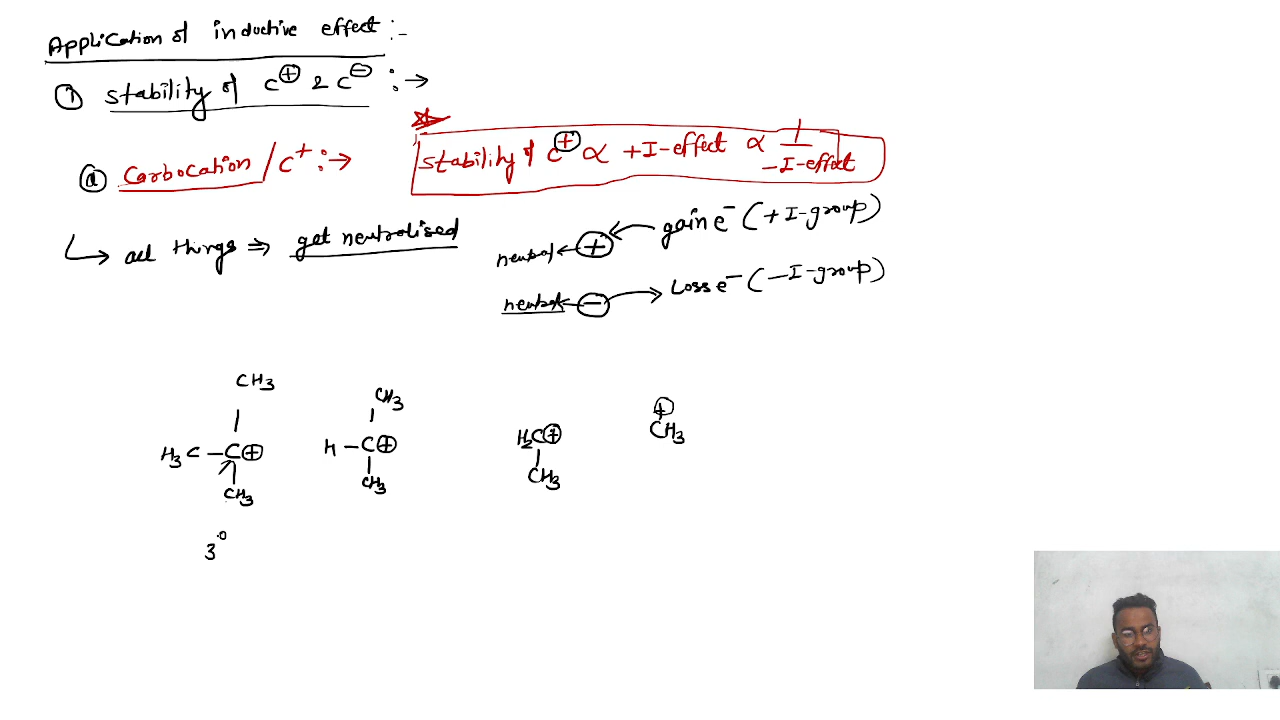 Application of inductive effect :-
① stability of C⊕ & C⊖ :→
ⓐ Carbocation / C⁺ :→
stability of C⊕ ∝ +I-effect ∝ 1/-I-effect
↳ all things ⇒ get neutralised
neutral ← ⊕ ← gain e⁻ (+I-group)
neutral ← ⊖ → Loss e⁻ (-I-group)
CH3
H3C - C⊕
CH3
3°
CH3
H - C⊕
CH3
H2C⊕
CH3
⊕
CH3